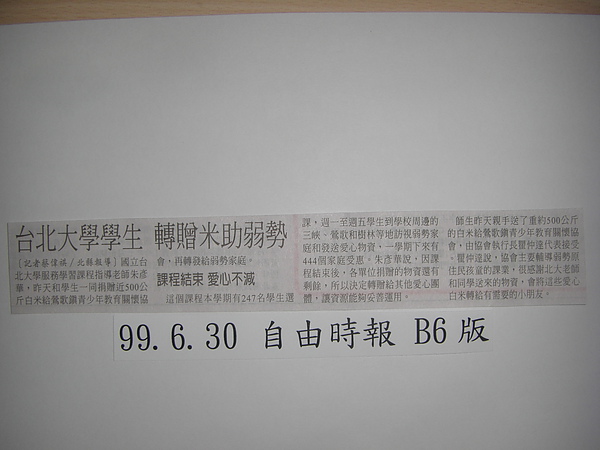 台北大學學生 轉贈米助弱勢
〔記者蔡偉祺/北縣報導〕國立台
北大學服務學習課程指導老師朱彥
華,昨天和學生一同捐贈近500公
斤白米給鶯歌鑽青少年教育關懷協
會,再轉發給弱勢家庭。
課程結束 愛心不減
這個課程本學期有247名學生選
課,週一至週五學生到學校周邊的
三峽、鶯歌和樹林等地訪視弱勢家
庭和發送愛心物資,一學期下來有
444個家庭受惠。朱彥華說,因課
程結束後,各單位捐贈的物資還有
剩餘,所以決定轉贈給其他愛心團
體,讓資源能夠妥善運用。
師生昨天親手送了重約500公斤
的白米給鶯歌鑽青少年教育關懷協
會,由協會執行長瞿仲達代表接受
。瞿仲達說,協會主要輔導弱勢原
住民孩童的課業,很感謝北大老師
和同學送來的物資,會將這些愛心
白米轉給有需要的小朋友。
99.6.30 自由時報 B6版